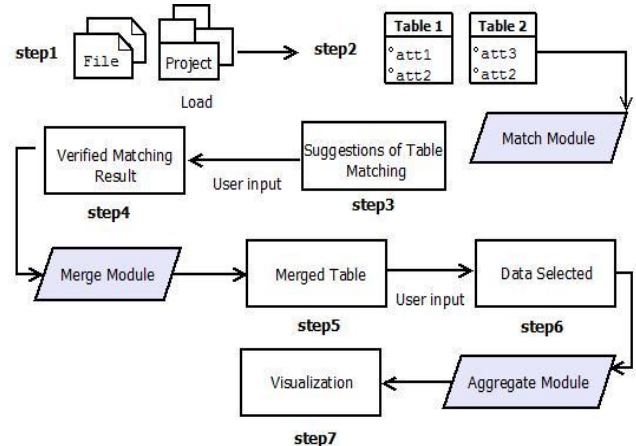 step1
File
Project
Load
step2
Table 1
att1
att2
Table 2
att3
att2
Match Module
Suggestions of Table
Matching
step3
User input
Verified Matching
Result
step4
Merge Module
Merged Table
step5
User input
Data Selected
step6
Aggregate Module
Visualization
step7